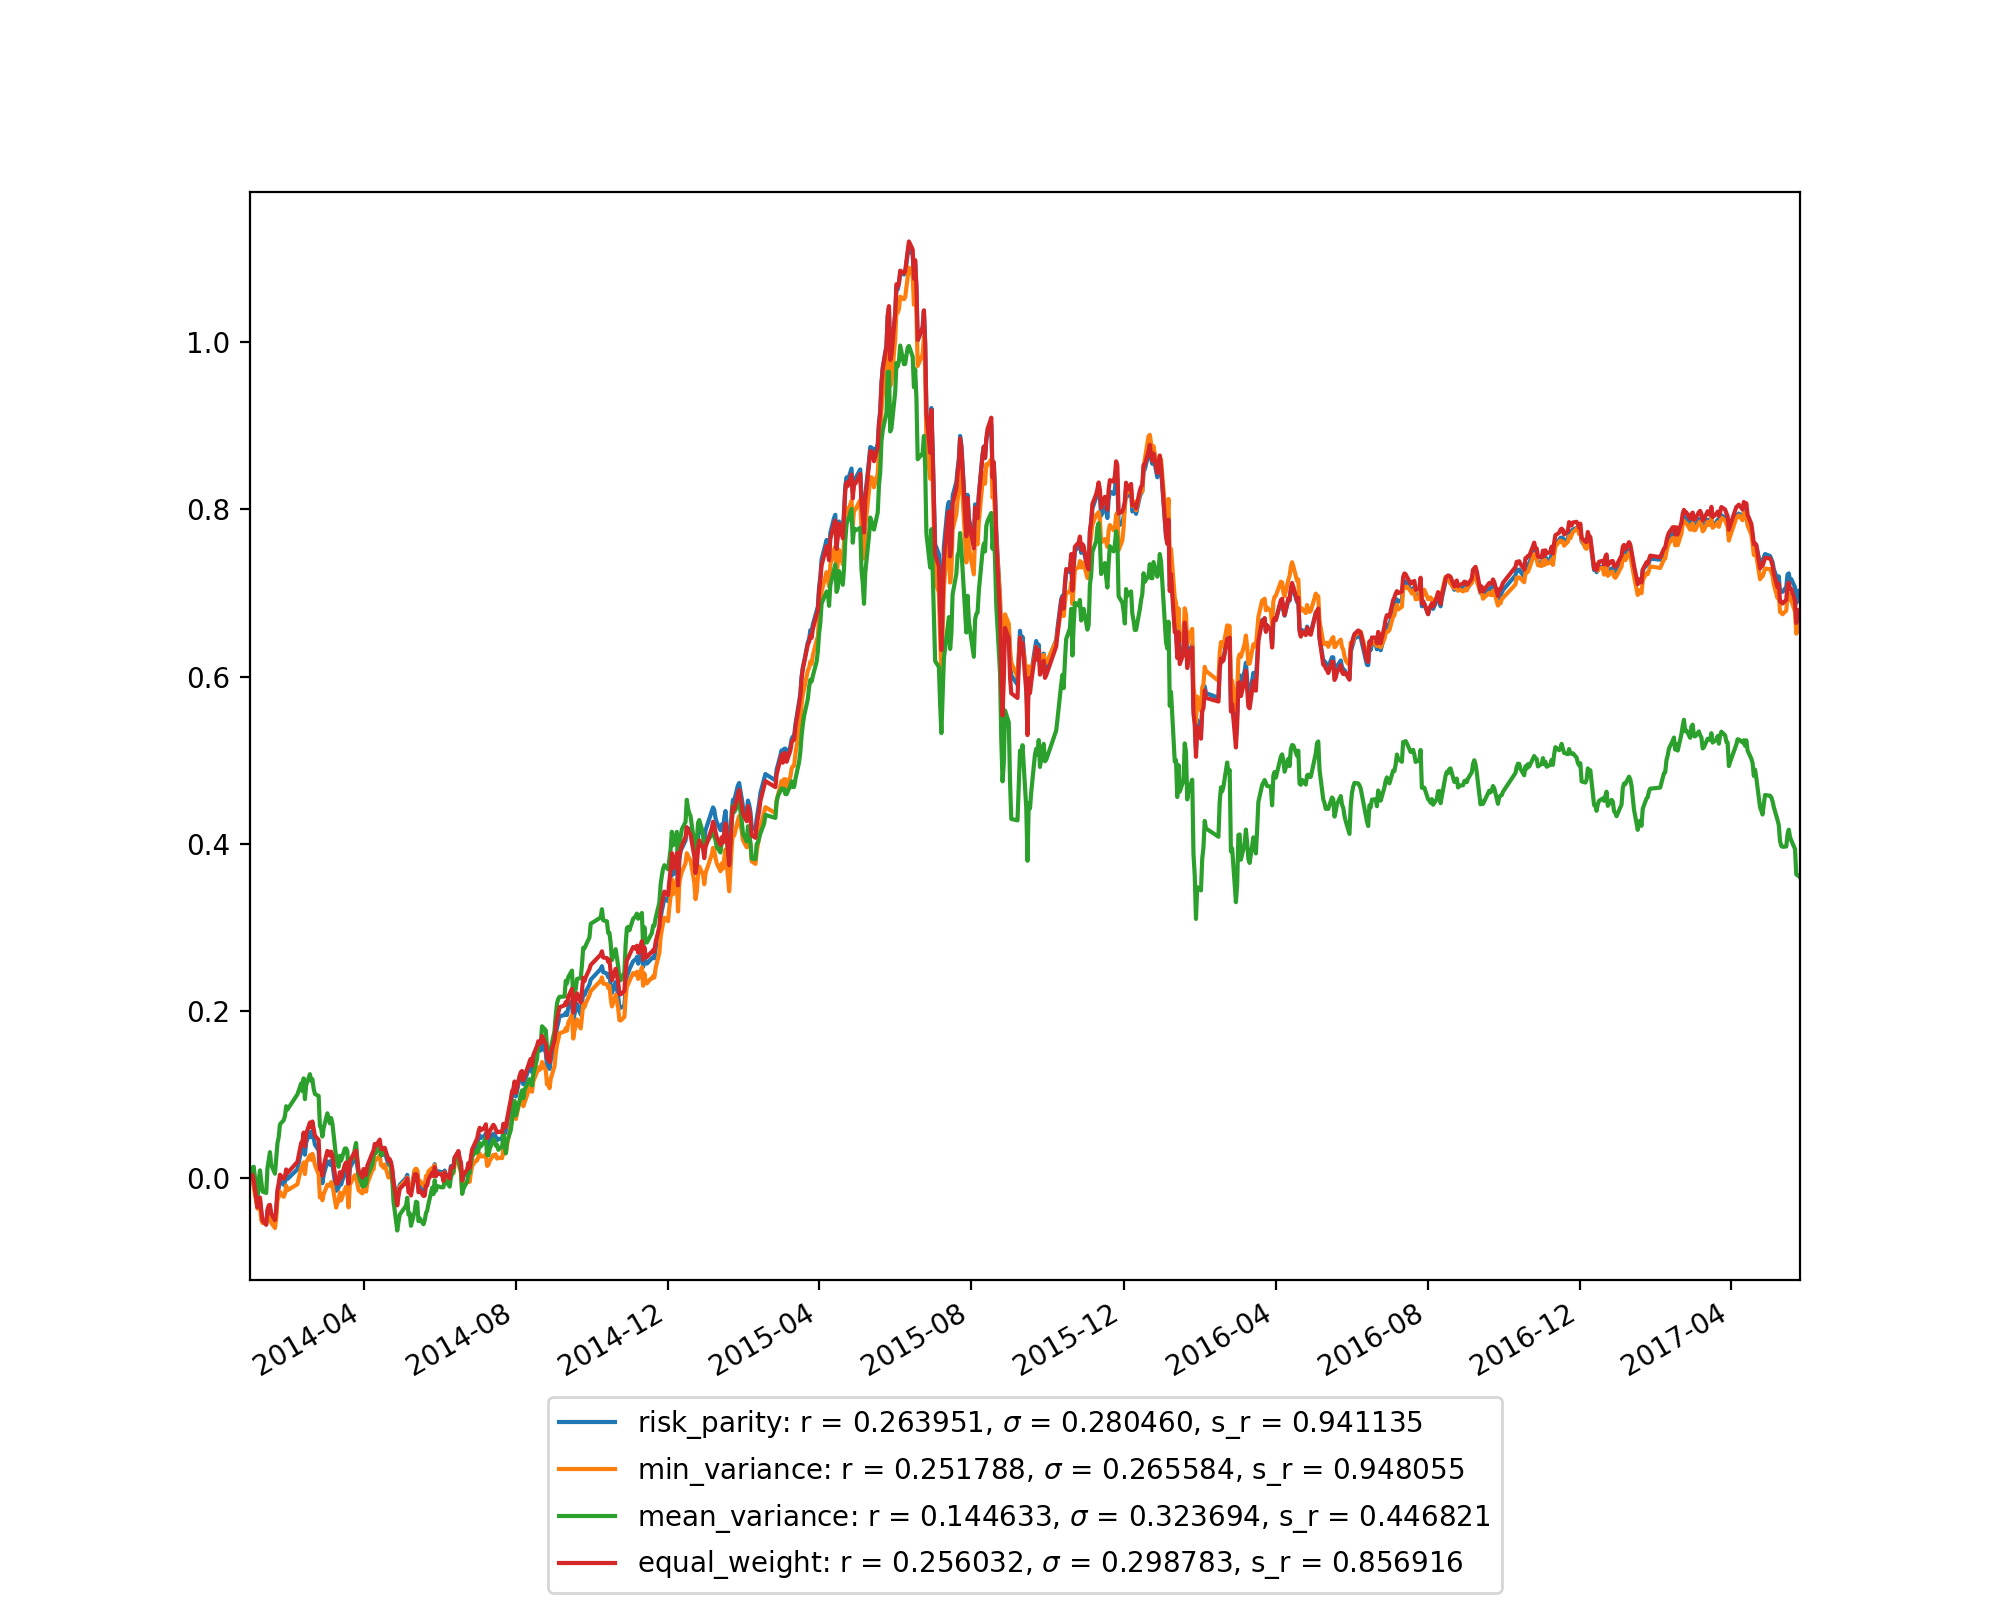 1.0
0.8
0.6
0.4
0.2
0.0
2014-04 2014-08 2014-12 2015-04 2015-08 2015-12 2016-04 2016-08 2016-12 2017-04
risk_parity: r = 0.263951, σ = 0.280460, s_r = 0.941135
min_variance: r = 0.251788, σ = 0.265584, s_r = 0.948055
mean_variance: r = 0.144633, σ = 0.323694, s_r = 0.446821
equal_weight: r = 0.256032, σ = 0.298783, s_r = 0.856916